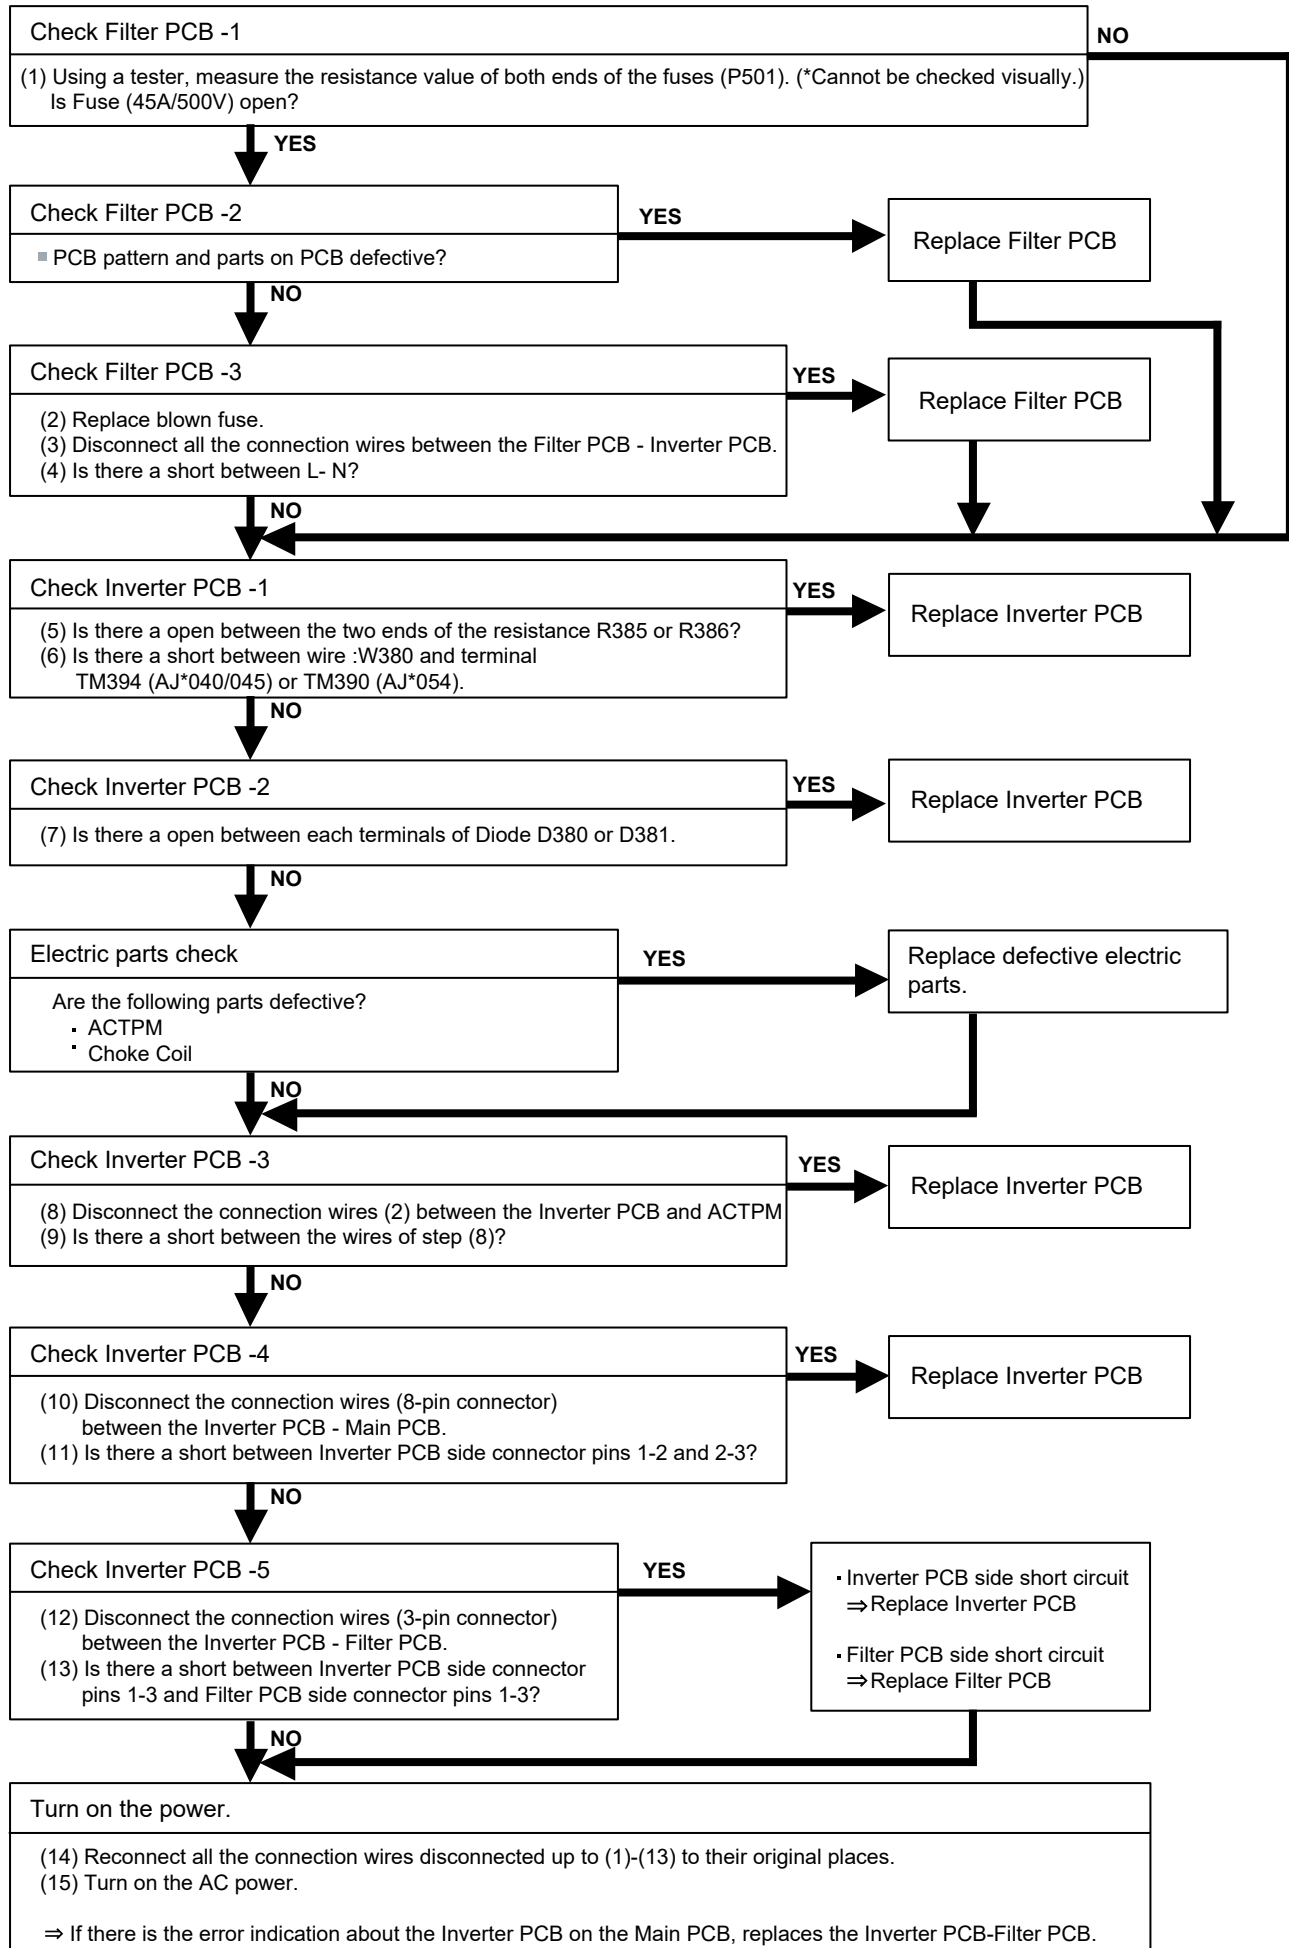 Check Filter PCB -1
NO
(1) Using a tester, measure the resistance value of both ends of the fuses (P501). (*Cannot be checked visually.)
Is Fuse (45A/500V) open?
YES
Check Filter PCB -2
YES
Replace Filter PCB
PCB pattern and parts on PCB defective?
NO
Check Filter PCB -3
YES
Replace Filter PCB
(2) Replace blown fuse.
(3) Disconnect all the connection wires between the Filter PCB - Inverter PCB.
(4) Is there a short between L- N?
NO
Check Inverter PCB -1
YES
Replace Inverter PCB
(5) Is there a open between the two ends of the resistance R385 or R386?
(6) Is there a short between wire :W380 and terminal
TM394 (AJ*040/045) or TM390 (AJ*054).
NO
Check Inverter PCB -2
YES
Replace Inverter PCB
(7) Is there a open between each terminals of Diode D380 or D381.
NO
Electric parts check
YES
Replace defective electric
parts.
Are the following parts defective?
· ACTPM
· Choke Coil
NO
Check Inverter PCB -3
YES
Replace Inverter PCB
(8) Disconnect the connection wires (2) between the Inverter PCB and ACTPM
(9) Is there a short between the wires of step (8)?
NO
Check Inverter PCB -4
YES
Replace Inverter PCB
(10) Disconnect the connection wires (8-pin connector)
between the Inverter PCB - Main PCB.
(11) Is there a short between Inverter PCB side connector pins 1-2 and 2-3?
NO
Check Inverter PCB -5
YES
· Inverter PCB side short circuit
⇒ Replace Inverter PCB
· Filter PCB side short circuit
⇒ Replace Filter PCB
(12) Disconnect the connection wires (3-pin connector)
between the Inverter PCB - Filter PCB.
(13) Is there a short between Inverter PCB side connector
pins 1-3 and Filter PCB side connector pins 1-3?
NO
Turn on the power.
(14) Reconnect all the connection wires disconnected up to (1)-(13) to their original places.
(15) Turn on the AC power.
⇒ If there is the error indication about the Inverter PCB on the Main PCB, replaces the Inverter PCB-Filter PCB.